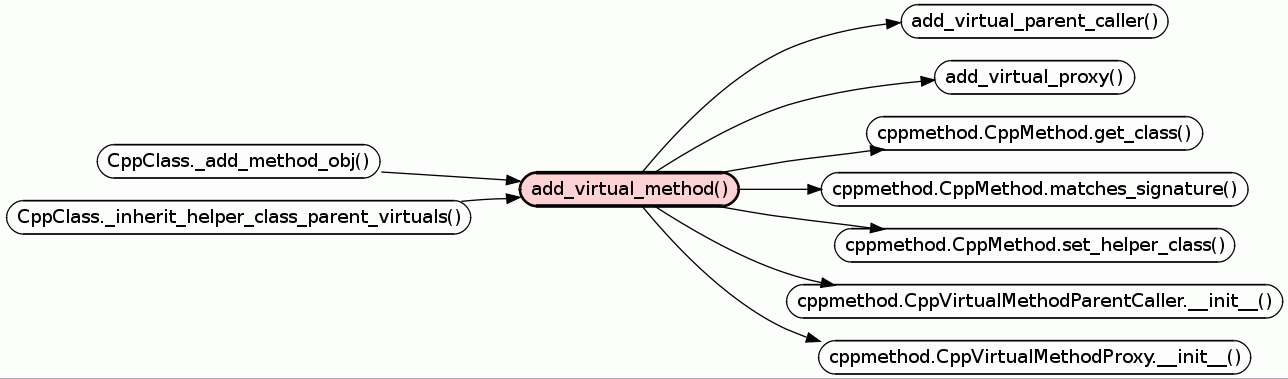 add_virtual_parent_caller()
add_virtual_proxy()
cppmethod.CppMethod.get_class()
CppClass._add_method_obj()
add_virtual_method()
cppmethod.CppMethod.matches_signature()
CppClass._inherit_helper_class_parent_virtuals()
cppmethod.CppMethod.set_helper_class()
cppmethod.CppVirtualMethodParentCaller.__init__()
cppmethod.CppVirtualMethodProxy.__init__()